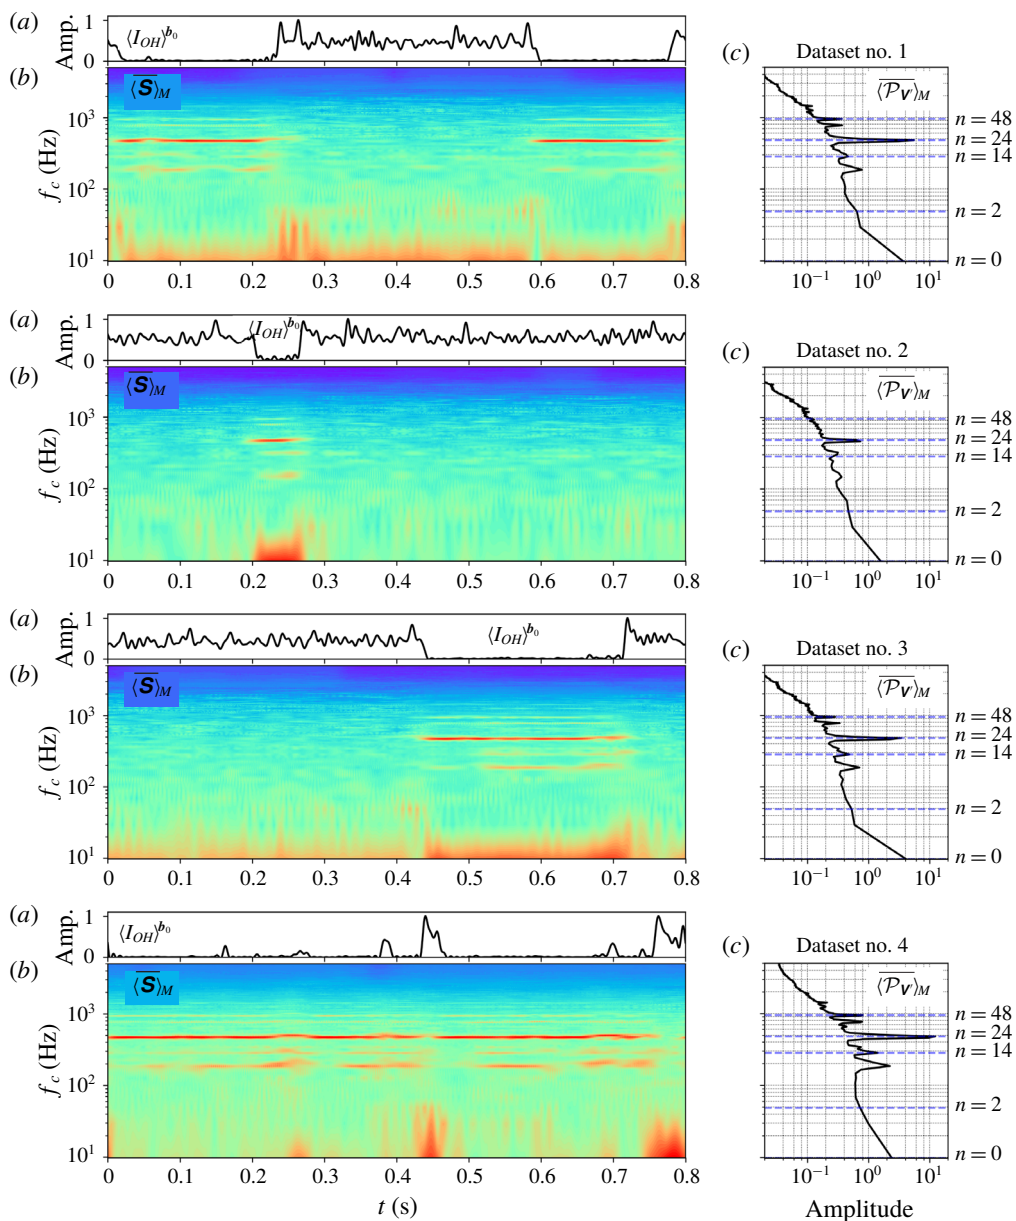 (a) Amp. 1 0 ⟨I_OH⟩^b₀
(c) Dataset no. 1
(b) f_c (Hz) 10³ 10² 10¹ ⟨S̅⟩_M
0 0.1 0.2 0.3 0.4 0.5 0.6 0.7 0.8
⟨P_V′⟩_M
n = 48
n = 24
n = 14
n = 2
n = 0
10⁻¹ 10⁰ 10¹
(a) Amp. 1 0 ⟨I_OH⟩^b₀
(c) Dataset no. 2
(b) f_c (Hz) 10³ 10² 10¹ ⟨S̅⟩_M
0 0.1 0.2 0.3 0.4 0.5 0.6 0.7 0.8
⟨P_V′⟩_M
n = 48
n = 24
n = 14
n = 2
n = 0
10⁻¹ 10⁰ 10¹
(a) Amp. 1 0 ⟨I_OH⟩^b₀
(c) Dataset no. 3
(b) f_c (Hz) 10³ 10² 10¹ ⟨S̅⟩_M
0 0.1 0.2 0.3 0.4 0.5 0.6 0.7 0.8
⟨P_V′⟩_M
n = 48
n = 24
n = 14
n = 2
n = 0
10⁻¹ 10⁰ 10¹
(a) Amp. 1 0 ⟨I_OH⟩^b₀
(c) Dataset no. 4
(b) f_c (Hz) 10³ 10² 10¹ ⟨S̅⟩_M
0 0.1 0.2 0.3 0.4 0.5 0.6 0.7 0.8
t (s)
⟨P_V′⟩_M
n = 48
n = 24
n = 14
n = 2
n = 0
10⁻¹ 10⁰ 10¹
Amplitude